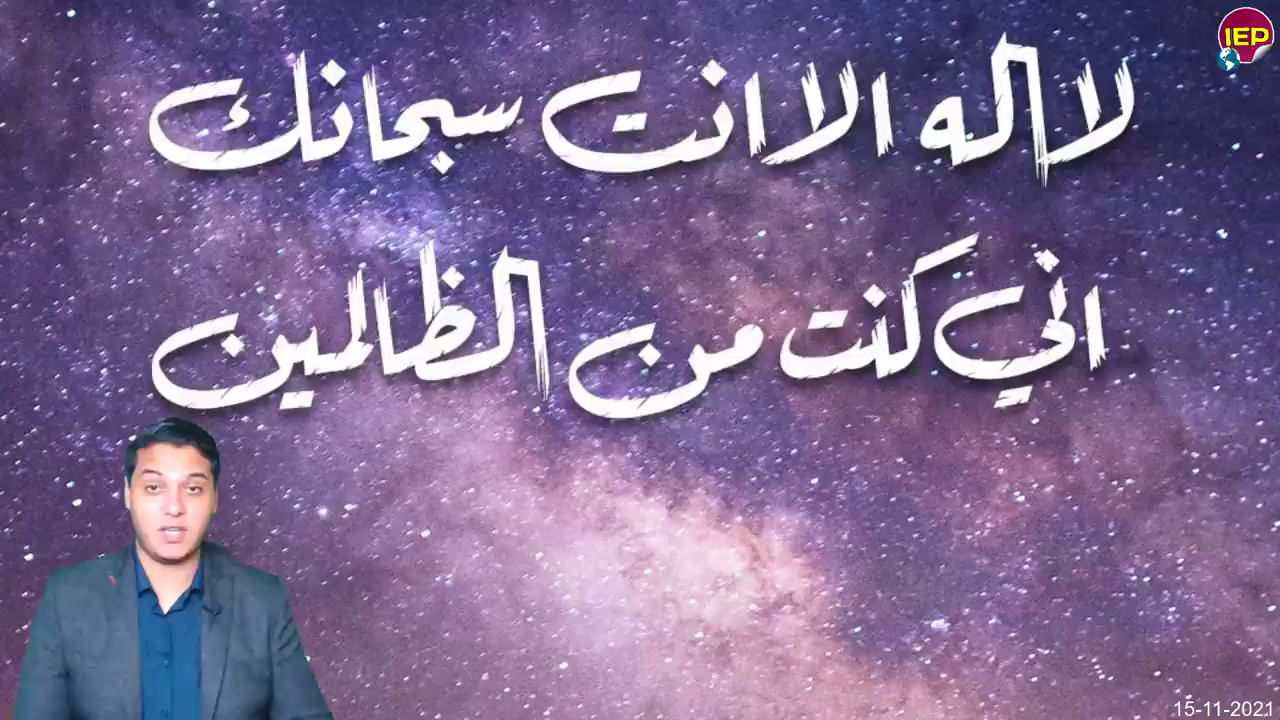 IEP
لا اله الا انت سبحانك
اني كنت من الظالمين
15-11-2021